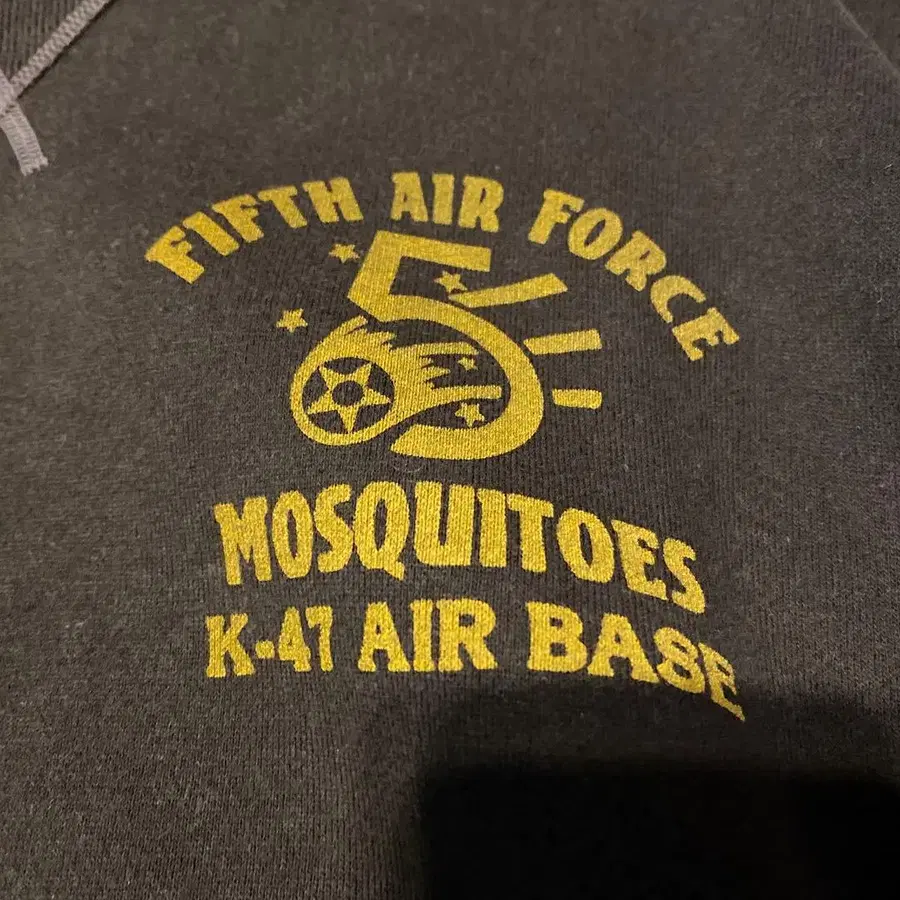 FIFTH AIR FORCE
5
MOSQUITOES
K-47 AIR BASE